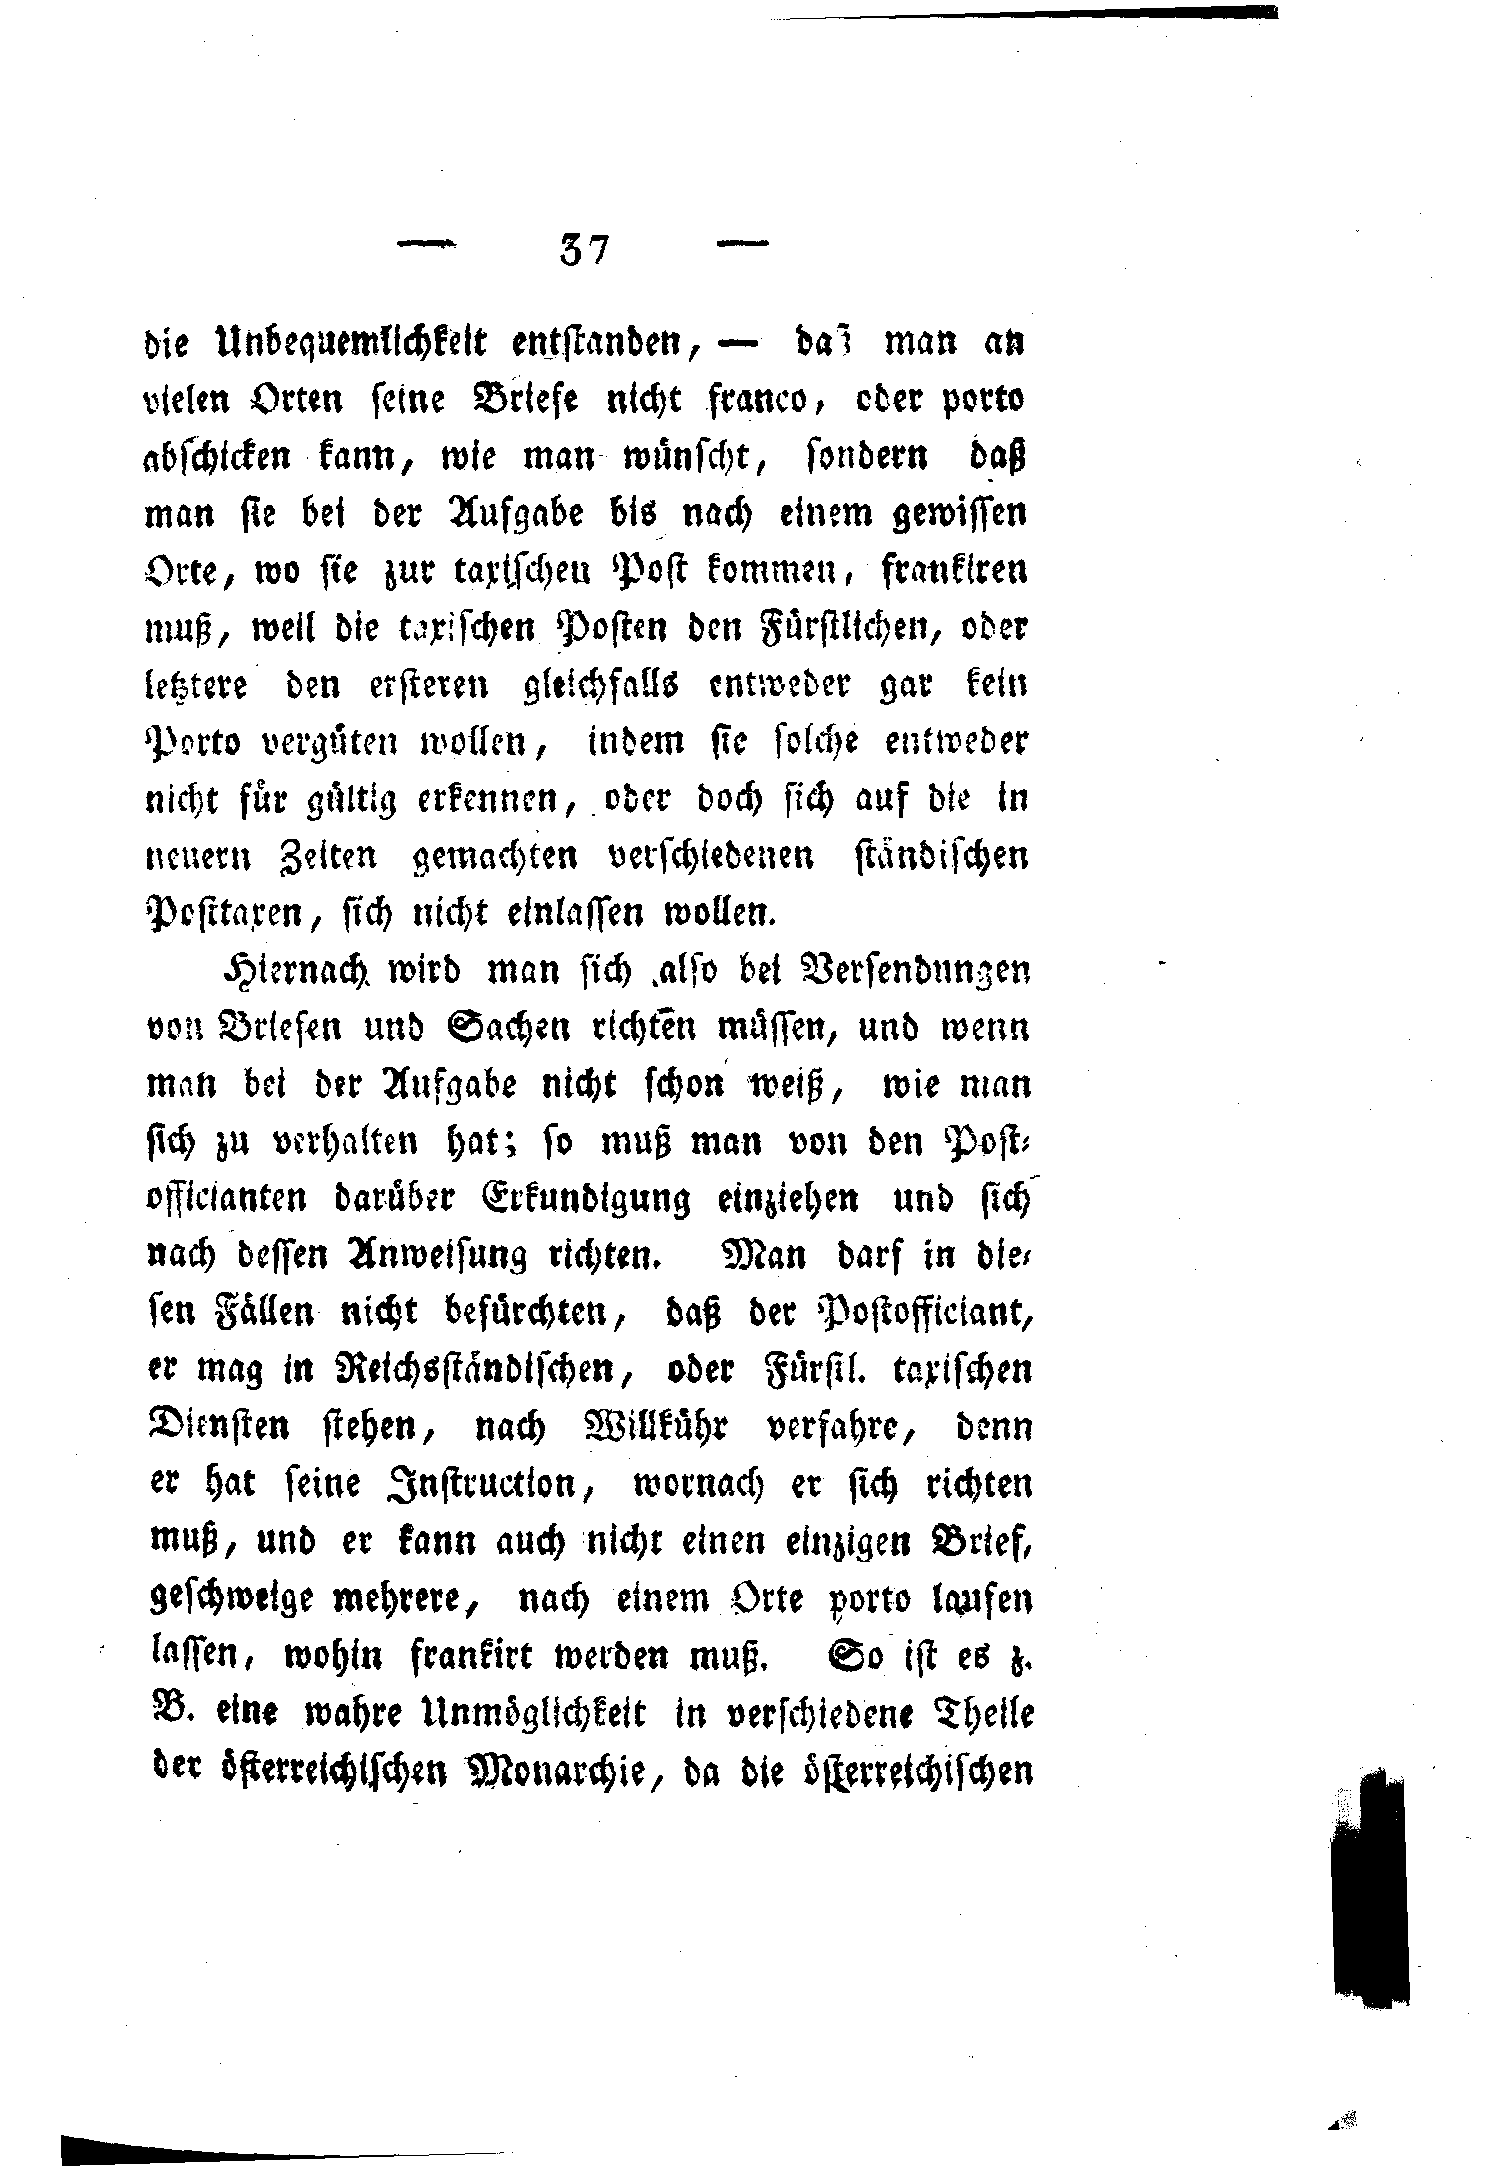 — 37 —
die Unbequemlichkeit entstanden, — daß man an
vielen Orten seine Briefe nicht franco, oder porto
abschicken kann, wie man wünscht, sondern daß
man sie bei der Aufgabe bis nach einem gewissen
Orte, wo sie zur taxischen Post kommen, frankiren
muß, weil die taxischen Posten den Fürstlichen, oder
letztere den ersteren gleichfalls entweder gar kein
Porto vergüten wollen, indem sie solche entweder
nicht für gültig erkennen, oder doch sich auf die in
neuern Zeiten gemachten verschiedenen ständischen
Posttaxen, sich nicht einlassen wollen.
Hiernach wird man sich also bei Versendungen
von Briefen und Sachen richten müssen, und wenn
man bei der Aufgabe nicht schon weiß, wie man
sich zu verhalten hat; so muß man von den Post-
officianten darüber Erkundigung einziehen und sich
nach dessen Anweisung richten. Man darf in die-
sen Fällen nicht befürchten, daß der Postofficiant,
er mag in Reichsständischen, oder Fürstl. taxischen
Diensten stehen, nach Willkühr verfahre, denn
er hat seine Instruction, wornach er sich richten
muß, und er kann auch nicht einen einzigen Brief,
geschweige mehrere, nach einem Orte porto laufen
lassen, wohin frankirt werden muß. So ist es z.
B. eine wahre Unmöglichkeit in verschiedene Theile
der österreichischen Monarchie, da die österreichischen